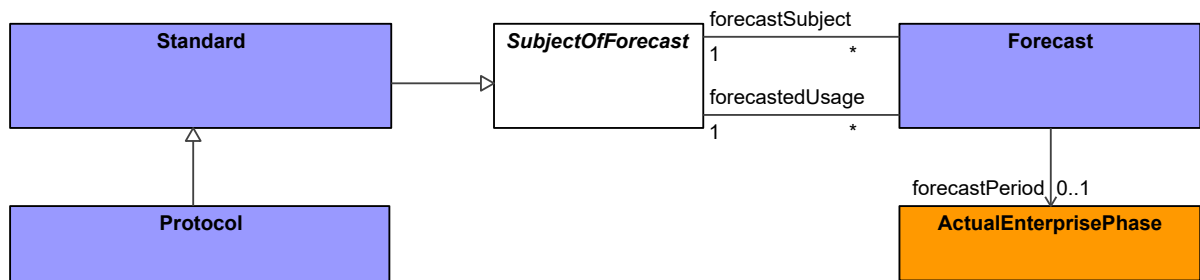 Standard
SubjectOfForecast
forecastSubject
1
*
Forecast
forecastedUsage
1
*
forecastPeriod
0..1
Protocol
ActualEnterprisePhase